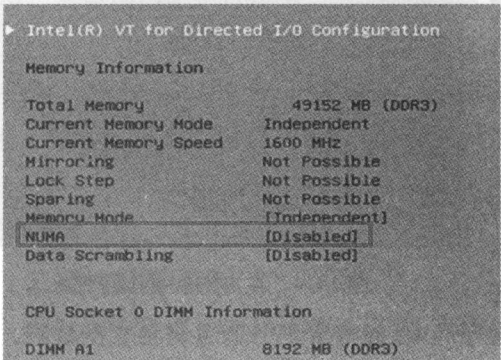 Intel(R) VT for Directed I/O Configuration
Memory Information
Total Memory 49152 MB (DDR3)
Current Memory Mode Independent
Current Memory Speed 1600 MHz
Mirroring Not Possible
Lock Step Not Possible
Sparing Not Possible
Memory Mode [Independent]
NUMA [Disabled]
Data Scrambling [Disabled]
CPU Socket 0 DIMM Information
DIMM A1 8192 MB (DDR3)